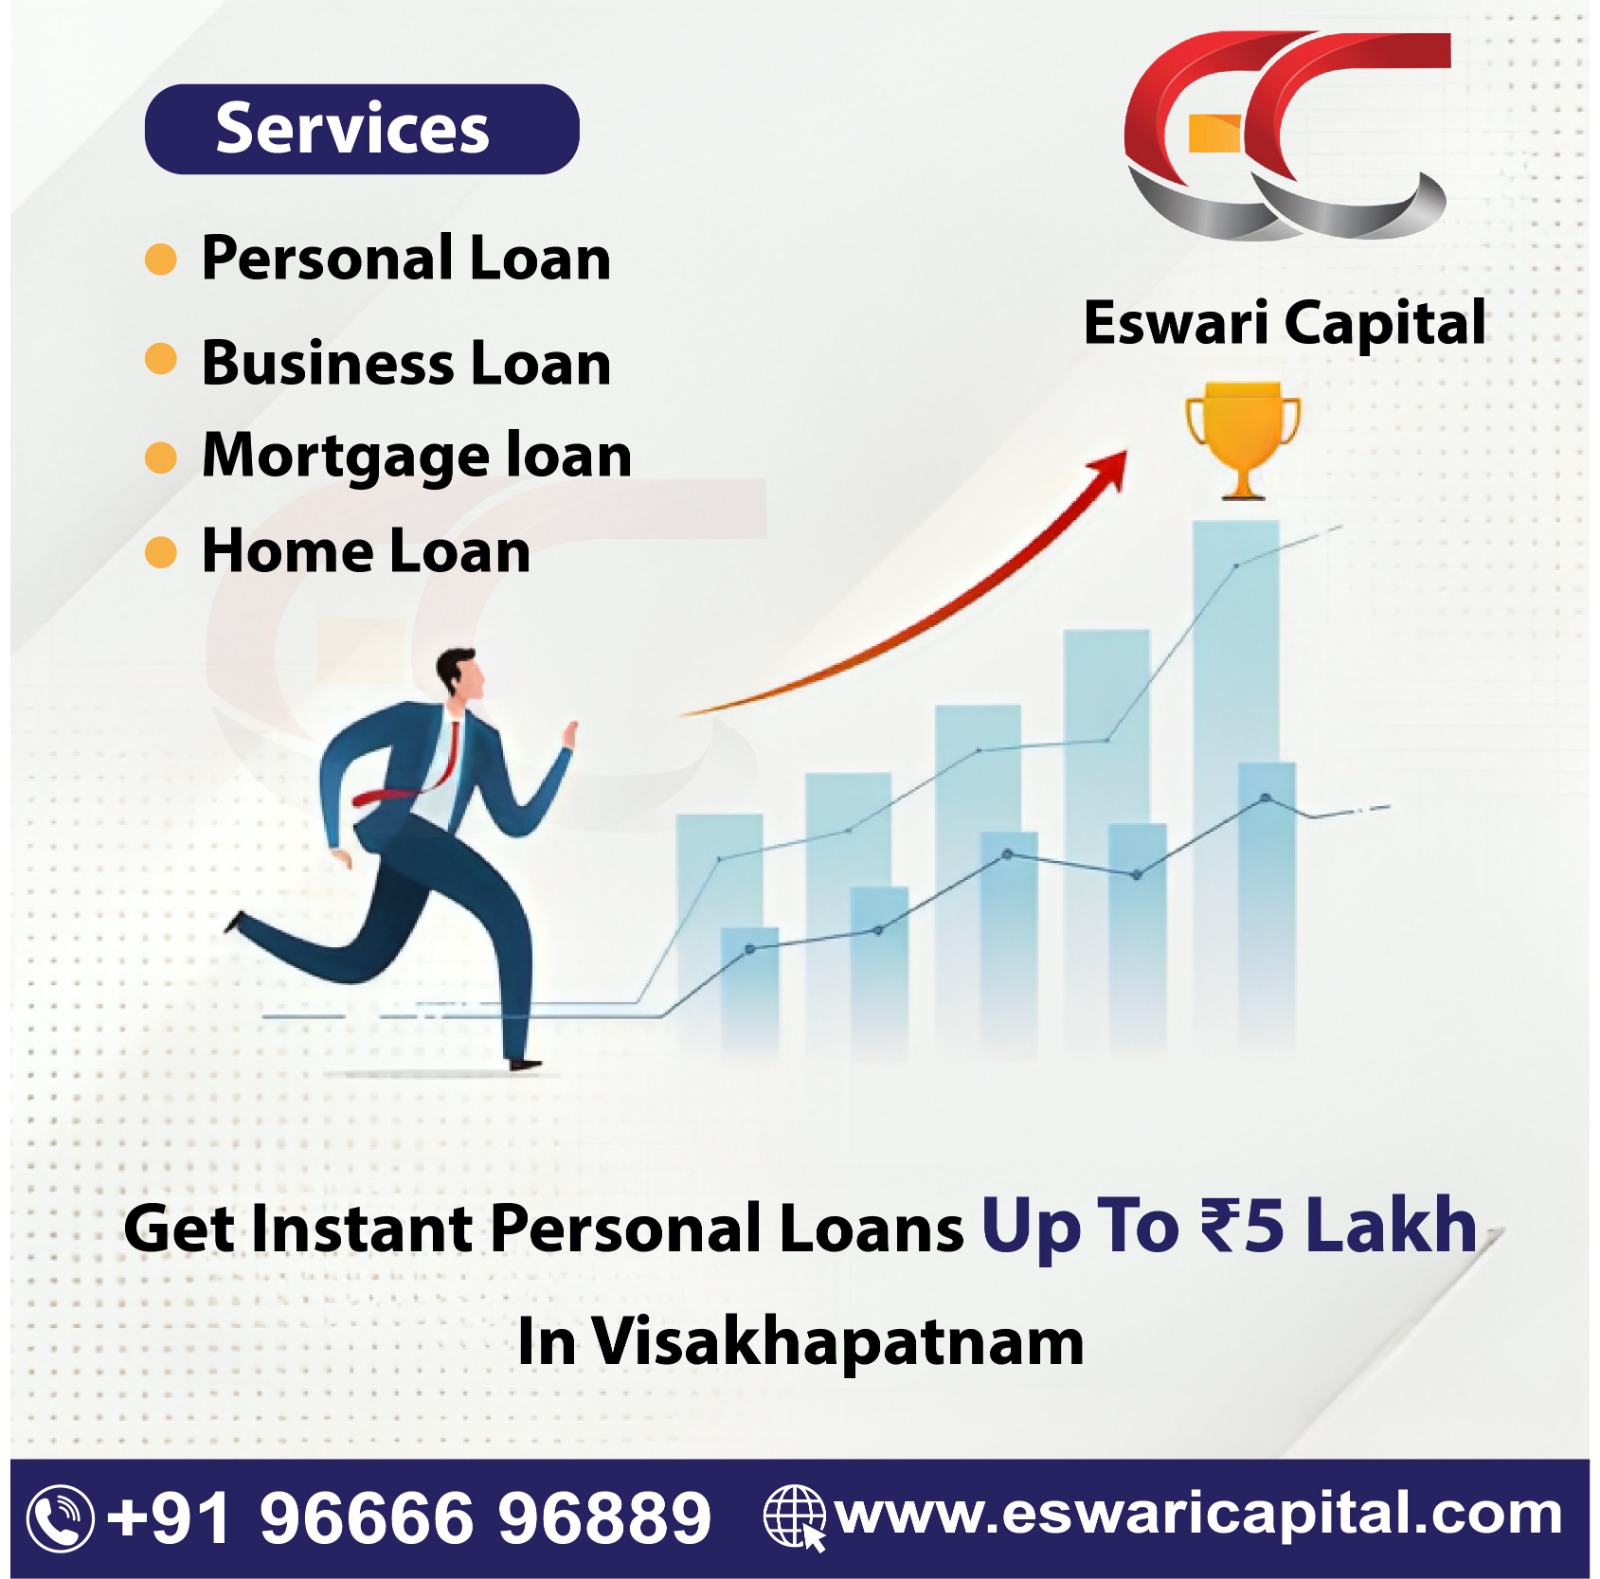 Services
Personal Loan
Business Loan
Mortgage loan
Home Loan
Eswari Capital
Get Instant Personal Loans Up To ₹5 Lakh
In Visakhapatnam
+91 96666 96889
www.eswaricapital.com